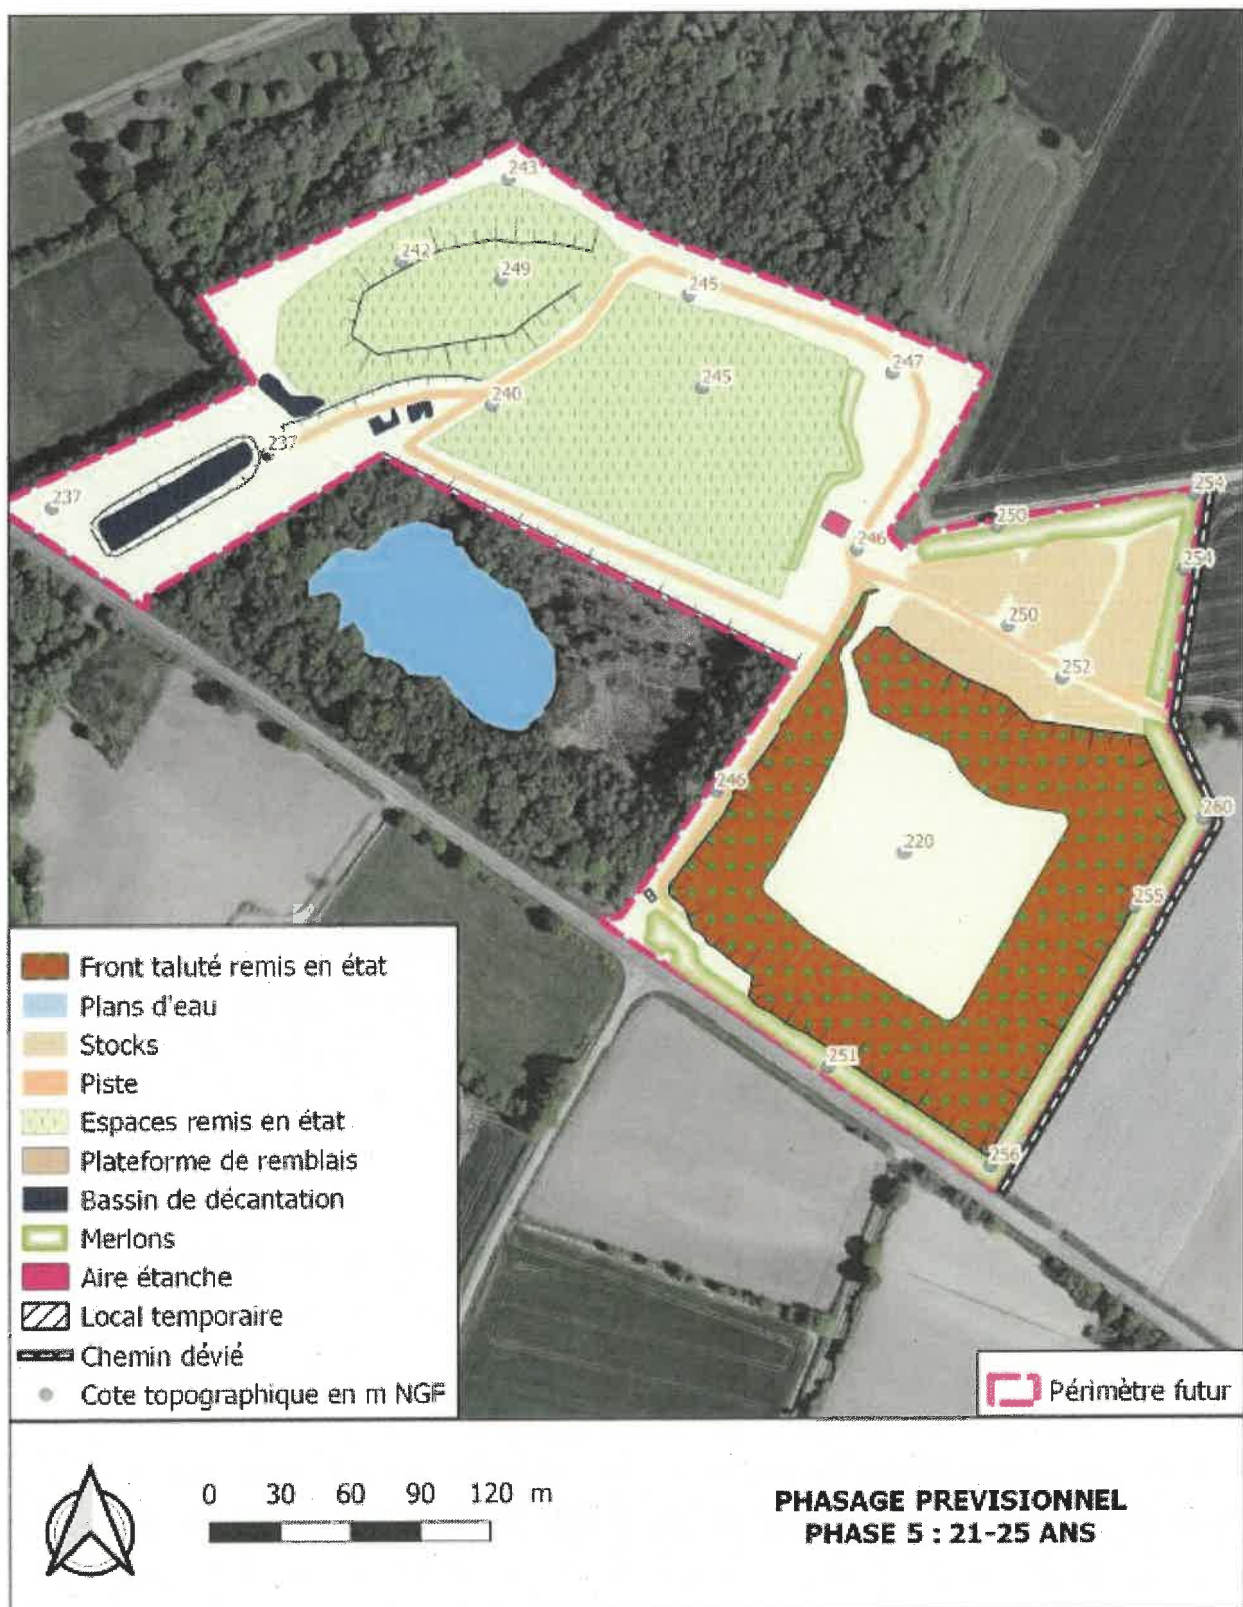 243
242
249
245
247
245
240
237
237
254
250
246
254
250
252
246
260
220
255
251
256
Front taluté remis en état
Plans d'eau
Stocks
Piste
Espaces remis en état
Plateforme de remblais
Bassin de décantation
Merlons
Aire étanche
Local temporaire
Chemin dévié
Cote topographique en m NGF
Périmètre futur
0 30 60 90 120 m
PHASAGE PREVISIONNEL
PHASE 5 : 21-25 ANS